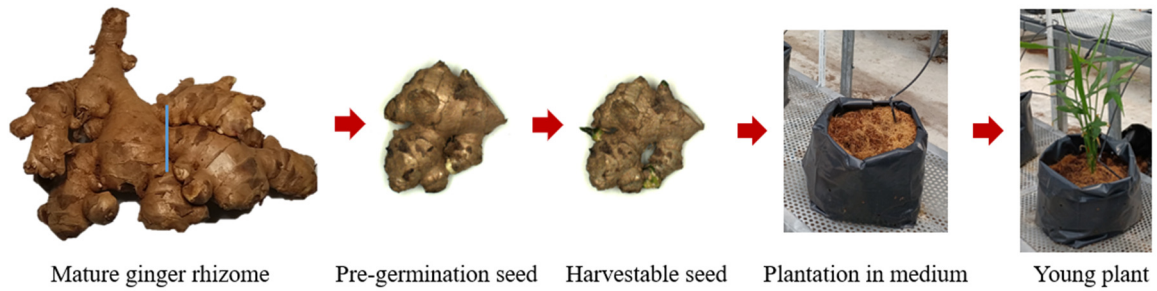 Mature ginger rhizome
Pre-germination seed
Harvestable seed
Plantation in medium
Young plant